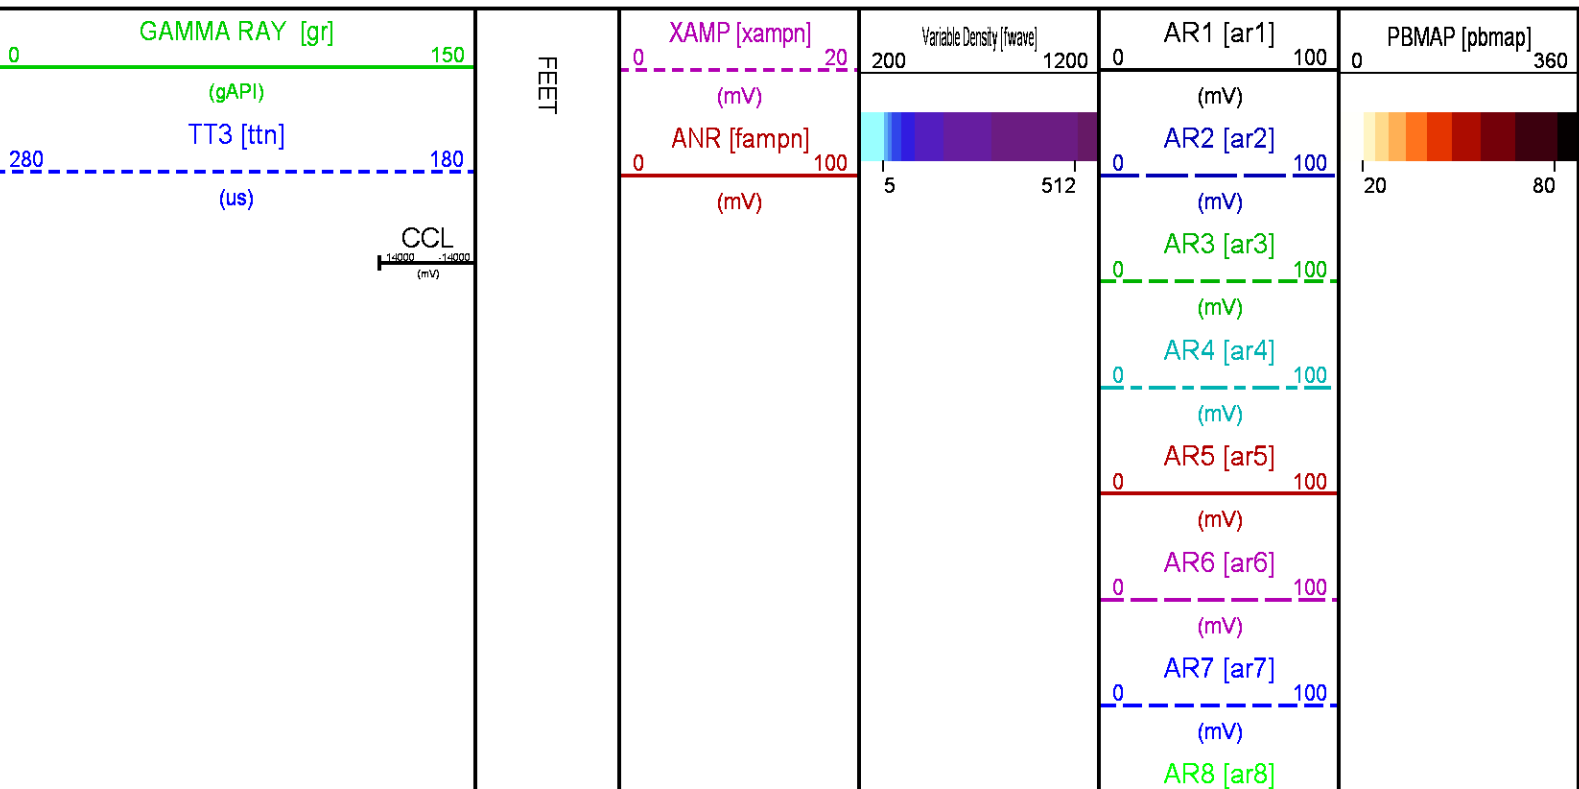 GAMMA RAY [gr]
0 150
(gAPI)
TT3 [ttn]
280 180
(us)
CCL
14000 -14000
(mV)
FEET
XAMP [xampn]
0 20
(mV)
ANR [fampn]
0 100
(mV)
Variable Density [fwave]
200 1200
5 512
AR1 [ar1]
0 100
(mV)
AR2 [ar2]
0 100
(mV)
AR3 [ar3]
0 100
(mV)
AR4 [ar4]
0 100
(mV)
AR5 [ar5]
0 100
(mV)
AR6 [ar6]
0 100
(mV)
AR7 [ar7]
0 100
(mV)
AR8 [ar8]
PBMAP [pbmap]
0 360
20 80